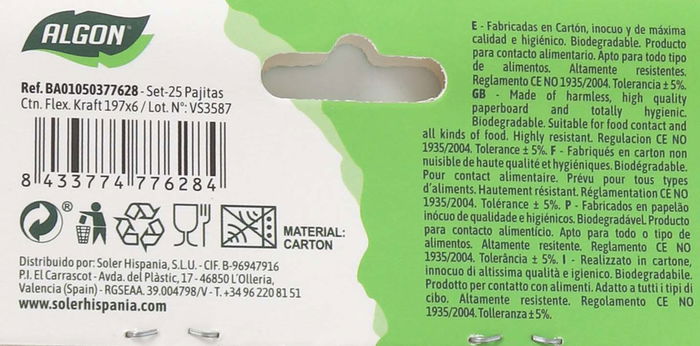 ALGON™
Ref. BA01050377628 - Set-25 Pajitas
Ctn. Flex. Kraft 197x6 / Lot. N°: VS3587
8 433774 776284
MATERIAL:
CARTON
Distribuido por: Soler Hispania, S.L.U. - CIF. B-96947916
P.I. El Carrascot - Avda. del Plàstic, 17 - 46850 L'Olleria,
Valencia (Spain) - RGSEAA. 39.004798/V - T. +34 96 220 81 51
www.solerhispania.com
E - Fabricadas en Cartón, inocuo y de máxima
calidad e higiénico. Biodegradable. Producto
para contacto alimentario. Apto para todo tipo
de alimentos. Altamente resistentes.
Reglamento CE NO 1935/2004. Tolerancia ± 5%.
GB - Made of harmless, high quality
paperboard and totally hygienic.
Biodegradable. Suitable for food contact and
all kinds of food. Highly resistant. Regulacion CE NO
1935/2004. Tolerance ± 5%. F - Fabriqués en carton non
nuisible de haute qualité et hygiéniques. Biodégradable.
Pour contact alimentaire. Prévu pour tous types
d'aliments. Hautement résistant. Réglamentation CE NO
1935/2004. Tolérance ± 5%. P - Fabricados en papelão
inócuo de qualidade e higiénicos. Biodegradável. Producto
para contacto alimentício. Apto para todo o tipo de
alimentos. Altamente resitente. Reglamento CE NO
1935/2004. Tolerância ± 5%. I - Realizzato in cartone,
innocuo di altissima qualità e igienico. Biodegradabile.
Prodotto per contatto con alimenti. Adatto a tutti i tipi di
cibo. Altamente resistente. Regolamento CE NO
1935/2004. Tolleranza ± 5%.